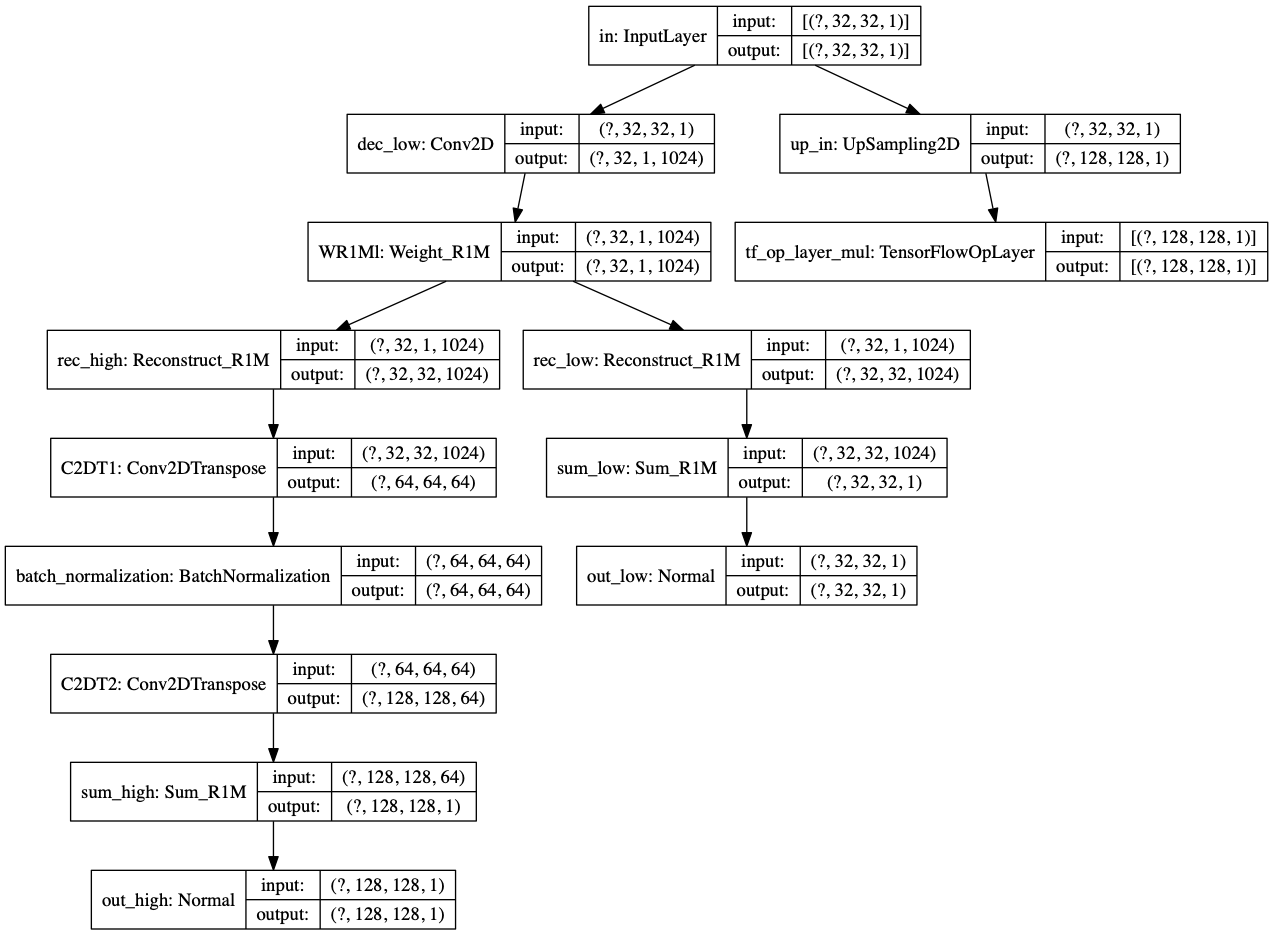 in: InputLayer
input: [(?, 32, 32, 1)]
output: [(?, 32, 32, 1)]
dec_low: Conv2D
input: (?, 32, 32, 1)
output: (?, 32, 1, 1024)
up_in: UpSampling2D
input: (?, 32, 32, 1)
output: (?, 128, 128, 1)
WR1Ml: Weight_R1M
input: (?, 32, 1, 1024)
output: (?, 32, 1, 1024)
tf_op_layer_mul: TensorFlowOpLayer
input: [(?, 128, 128, 1)]
output: [(?, 128, 128, 1)]
rec_high: Reconstruct_R1M
input: (?, 32, 1, 1024)
output: (?, 32, 32, 1024)
rec_low: Reconstruct_R1M
input: (?, 32, 1, 1024)
output: (?, 32, 32, 1024)
C2DT1: Conv2DTranspose
input: (?, 32, 32, 1024)
output: (?, 64, 64, 64)
sum_low: Sum_R1M
input: (?, 32, 32, 1024)
output: (?, 32, 32, 1)
batch_normalization: BatchNormalization
input: (?, 64, 64, 64)
output: (?, 64, 64, 64)
out_low: Normal
input: (?, 32, 32, 1)
output: (?, 32, 32, 1)
C2DT2: Conv2DTranspose
input: (?, 64, 64, 64)
output: (?, 128, 128, 64)
sum_high: Sum_R1M
input: (?, 128, 128, 64)
output: (?, 128, 128, 1)
out_high: Normal
input: (?, 128, 128, 1)
output: (?, 128, 128, 1)